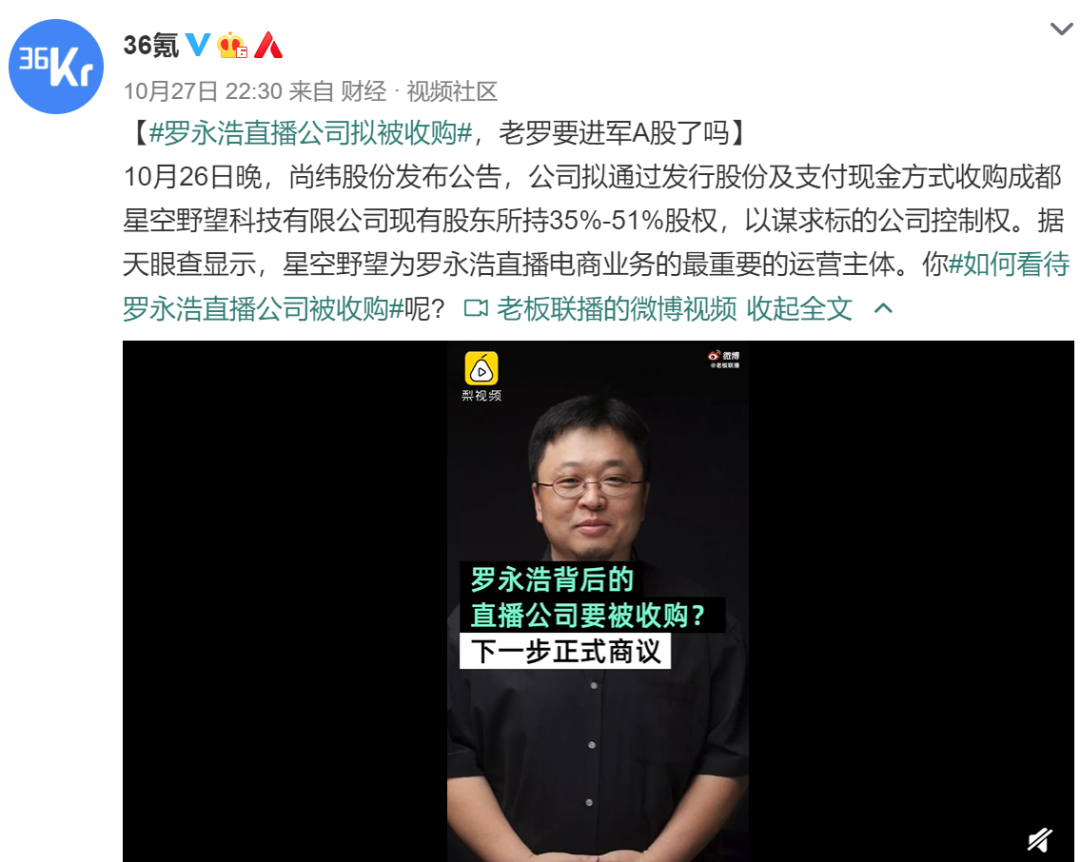 36Kr
36氪
6
10月27日 22:30 来自 财经 · 视频社区
【#罗永浩直播公司拟被收购#，老罗要进军A股了吗】
10月26日晚，尚纬股份发布公告，公司拟通过发行股份及支付现金方式收购成都
星空野望科技有限公司现有股东所持35%-51%股权，以谋求标的公司控制权。据
天眼查显示，星空野望为罗永浩直播电商业务的最重要的运营主体。你#如何看待
罗永浩直播公司被收购#呢？ 老板联播的微博视频 收起全文
梨视频
微博
@老板联播
罗永浩背后的
直播公司要被收购？
下一步正式商议